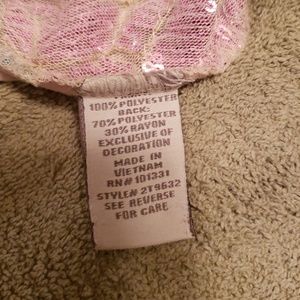 100% POLYESTER
BACK:
70% POLYESTER
30% RAYON
EXCLUSIVE OF
DECORATION
MADE IN
VIETNAM
RN# 101331
STYLE# 2T9632
SEE REVERSE
FOR CARE